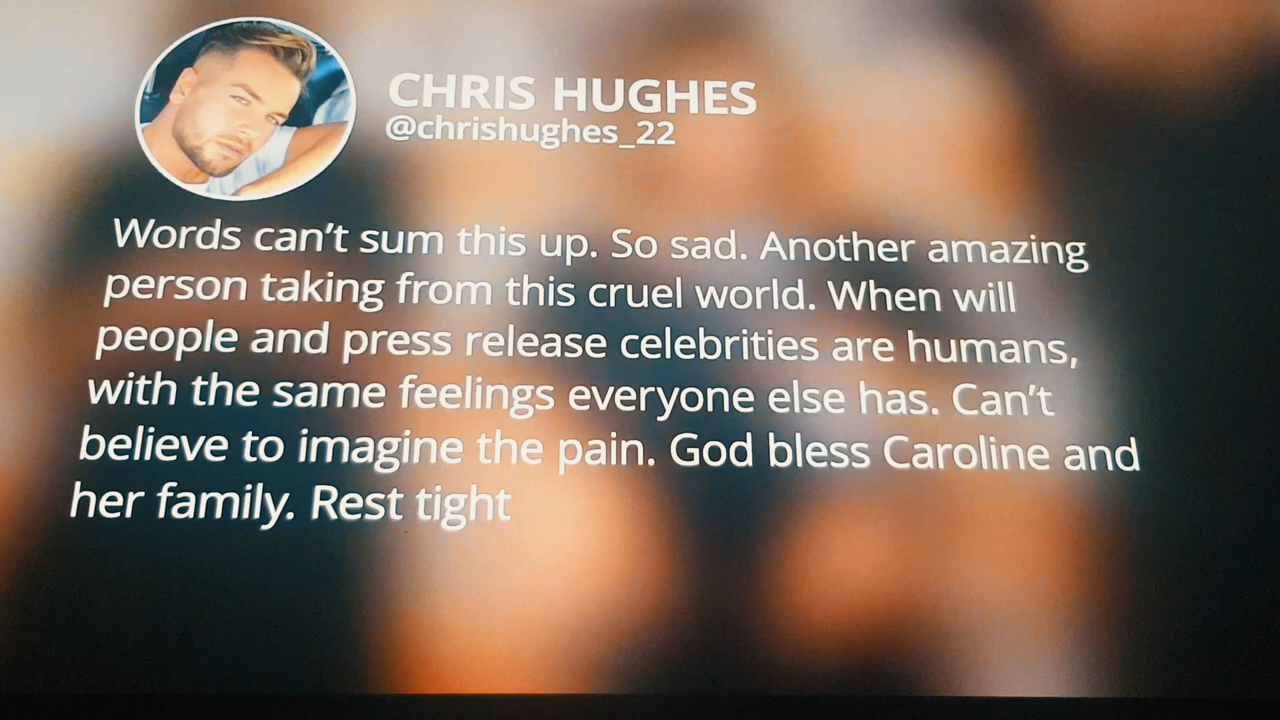 CHRIS HUGHES
@chrishughes_22
Words can't sum this up. So sad. Another amazing
person taking from this cruel world. When will
people and press release celebrities are humans,
with the same feelings everyone else has. Can't
believe to imagine the pain. God bless Caroline and
her family. Rest tight